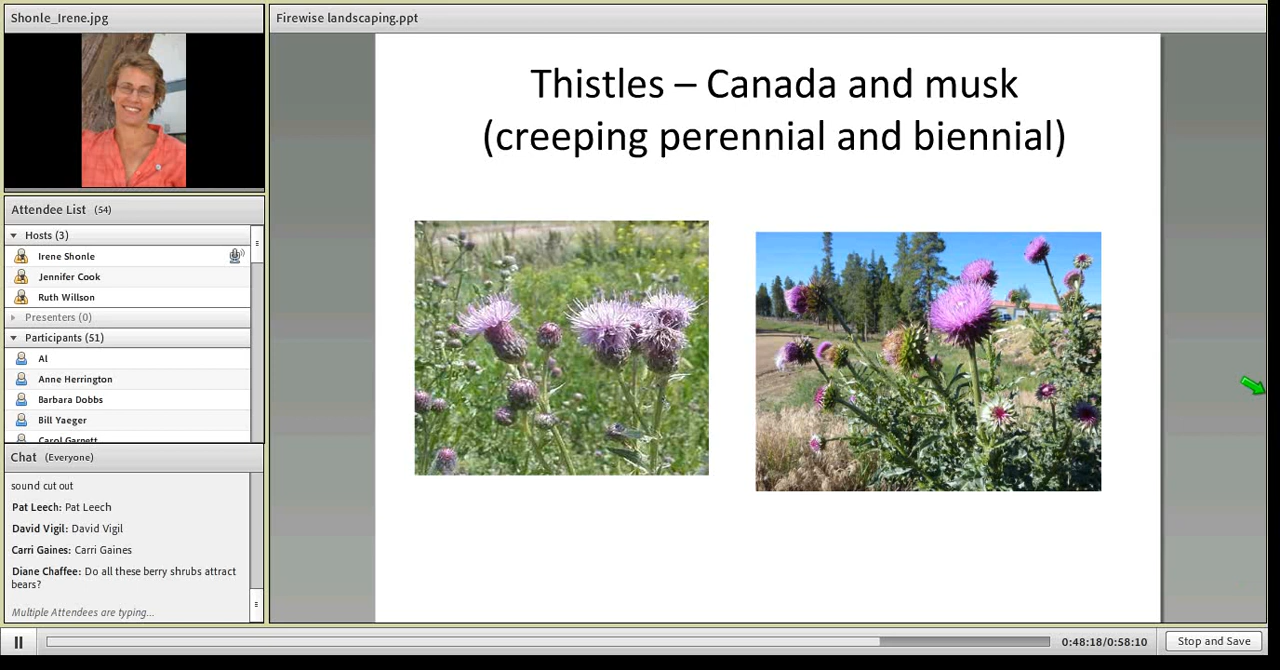 Shonle_Irene.jpg
Attendee List (54)
Hosts (3)
Irene Shonle
Jennifer Cook
Ruth Willson
Presenters (0)
Participants (51)
Al
Anne Herrington
Barbara Dobbs
Bill Yaeger
Carol Garnett
Chat (Everyone)
sound cut out
Pat Leech: Pat Leech
David Vigil: David Vigil
Carri Gaines: Carri Gaines
Diane Chaffee: Do all these berry shrubs attract
bears?
Multiple Attendees are typing...
Firewise landscaping.ppt
Thistles – Canada and musk
(creeping perennial and biennial)
0:48:18/0:58:10
Stop and Save